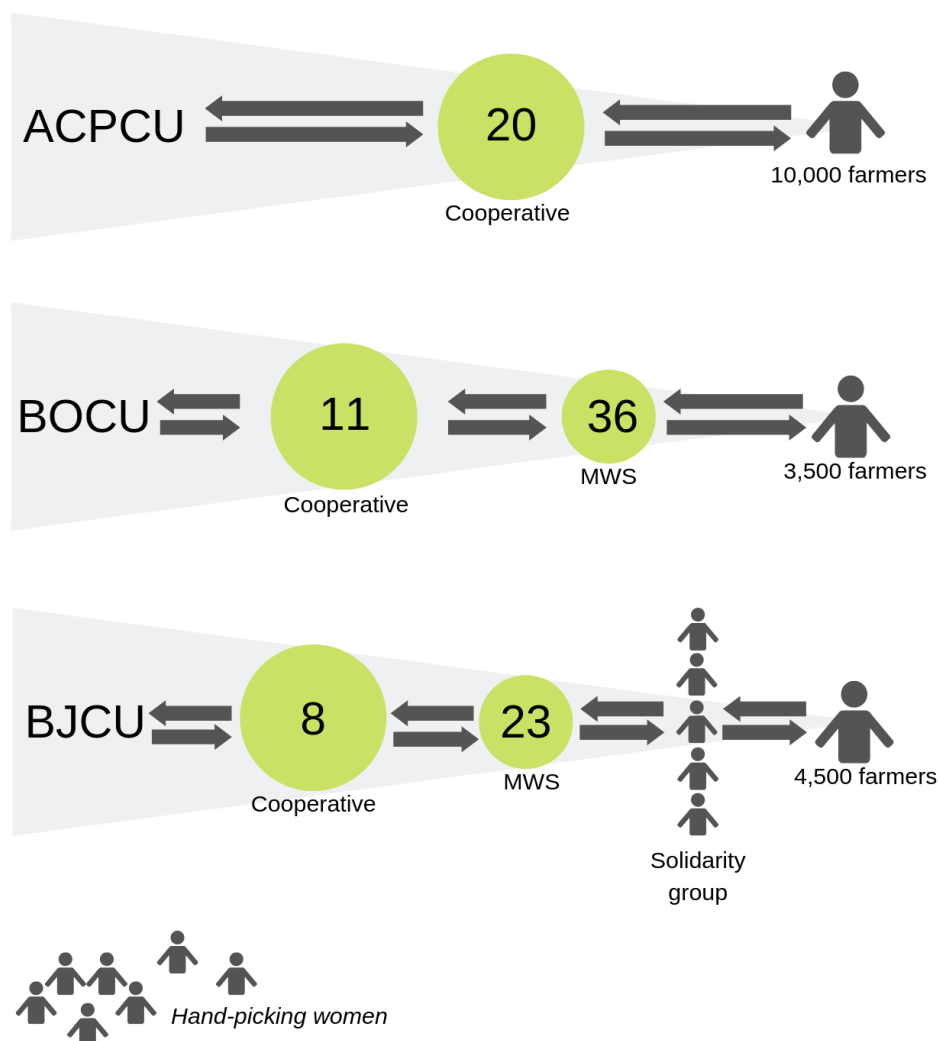 ACPCU
20
Cooperative
10,000 farmers
BOCU
11
Cooperative
36
MWS
3,500 farmers
BJCU
8
Cooperative
23
MWS
Solidarity
group
4,500 farmers
Hand-picking women